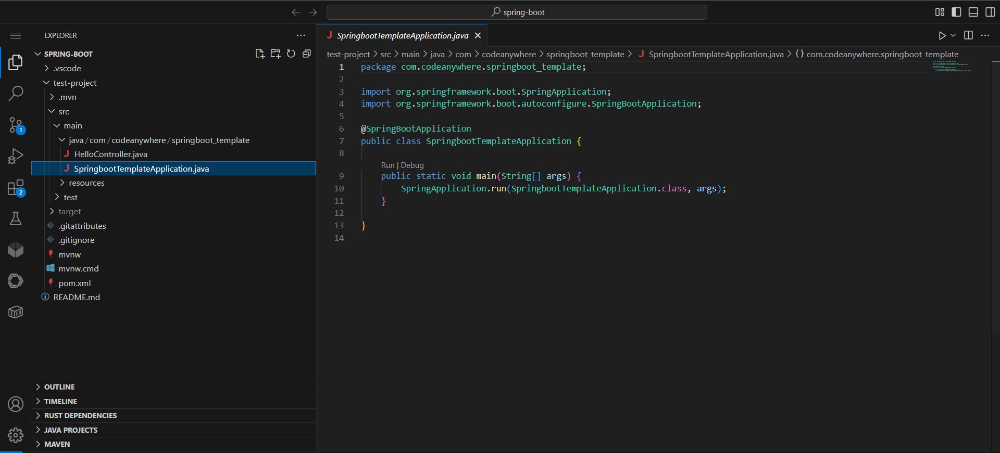 spring-boot
EXPLORER
SPRING-BOOT
.vscode
test-project
.mvn
src
main
java/com/codeanywhere/springboot_template
HelloController.java
SpringbootTemplateApplication.java
resources
test
target
.gitattributes
.gitignore
mvnw
mvnw.cmd
pom.xml
README.md
OUTLINE
TIMELINE
RUST DEPENDENCIES
JAVA PROJECTS
MAVEN
1
2
SpringbootTemplateApplication.java
test-project > src > main > java > com > codeanywhere > springboot_template > SpringbootTemplateApplication.java > {} com.codeanywhere.springboot_template
1 package com.codeanywhere.springboot_template;
2
3 import org.springframework.boot.SpringApplication;
4 import org.springframework.boot.autoconfigure.SpringBootApplication;
5
6 @SpringBootApplication
7 public class SpringbootTemplateApplication {
8
Run | Debug
9 public static void main(String[] args) {
10 SpringApplication.run(SpringbootTemplateApplication.class, args);
11 }
12
13 }
14